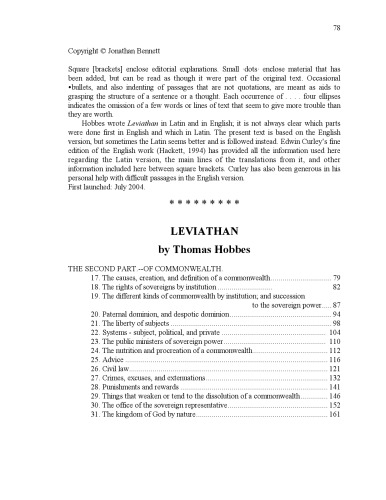 78
Copyright © Jonathan Bennett
Square [brackets] enclose editorial explanations. Small ·dots· enclose material that has
been added, but can be read as though it were part of the original text. Occasional
•bullets, and also indenting of passages that are not quotations, are meant as aids to
grasping the structure of a sentence or a thought. Each occurrence of . . . . four ellipses
indicates the omission of a few words or lines of text that seem to give more trouble than
they are worth.
Hobbes wrote Leviathan in Latin and in English; it is not always clear which parts
were done first in English and which in Latin. The present text is based on the English
version, but sometimes the Latin seems better and is followed instead. Edwin Curley's fine
edition of the English work (Hackett, 1994) has provided all the information used here
regarding the Latin version, the main lines of the translations from it, and other
information included here between square brackets. Curley has also been generous in his
personal help with difficult passages in the English version.
First launched: July 2004.
* * * * * * * * *
LEVIATHAN
by Thomas Hobbes
THE SECOND PART --OF COMMONWEALTH.
17. The causes, creation, and definition of a commonwealth................................ 79
18. The rights of sovereigns by institution............................. 82
19. The different kinds of commonwealth by institution; and succession
to the sovereign power..... 87
20. Paternal dominion, and despotic dominion.................................................... 94
21. The liberty of subjects .................................................................................. 98
22. Systems - subject, political, and private ...................................................... 104
23. The public ministers of sovereign power..................................................... 110
24. The nutrition and procreation of a commonwealth....................................... 112
25. Advice ........................................................................................................ 116
26. Civil law...................................................................................................... 121
27. Crimes, excuses, and extenuations............................................................... 132
28. Punishments and rewards ............................................................................ 141
29. Things that weaken or tend to the dissolution of a commonwealth.............. 146
30. The office of the sovereign representative................................................... 152
31. The kingdom of God by nature.................................................................... 161